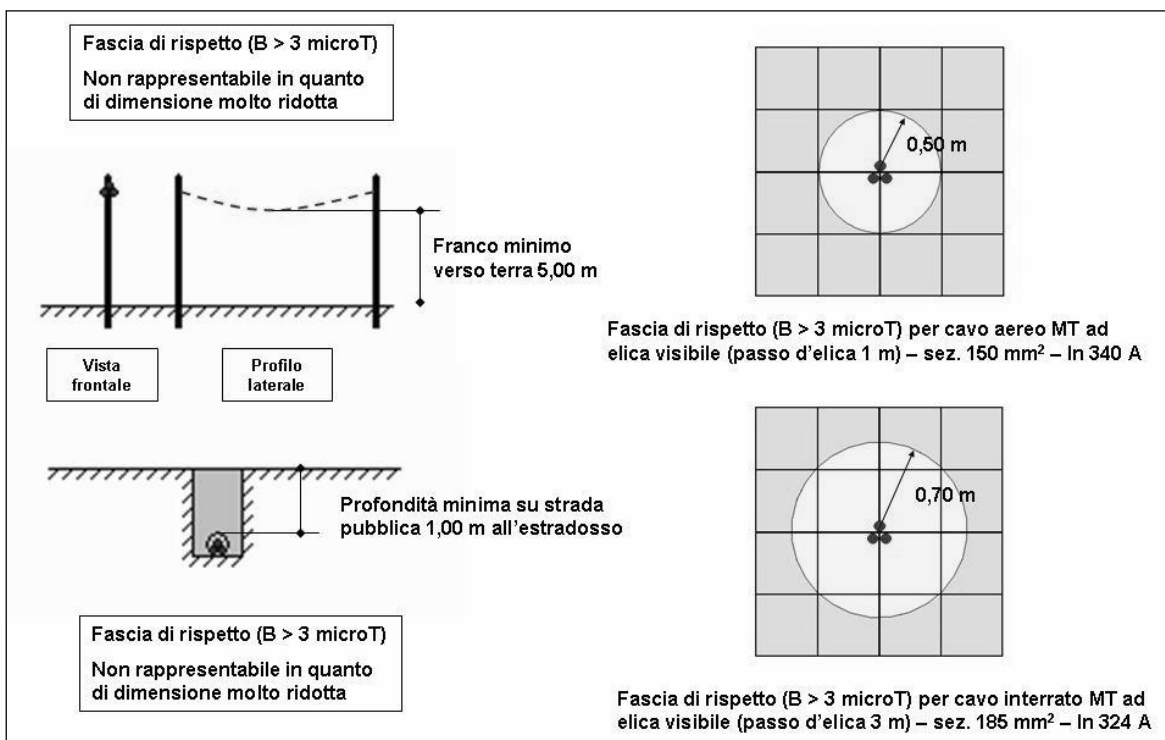 Fascia di rispetto (B > 3 microT)
Non rappresentabile in quanto
di dimensione molto ridotta
Franco minimo
verso terra 5,00 m
Vista
frontale
Profilo
laterale
Profondità minima su strada
pubblica 1,00 m all'estradosso
Fascia di rispetto (B > 3 microT)
Non rappresentabile in quanto
di dimensione molto ridotta
0,50 m
Fascia di rispetto (B > 3 microT) per cavo aereo MT ad
elica visibile (passo d'elica 1 m) – sez. 150 mm² – In 340 A
0,70 m
Fascia di rispetto (B > 3 microT) per cavo interrato MT ad
elica visibile (passo d'elica 3 m) – sez. 185 mm² – In 324 A